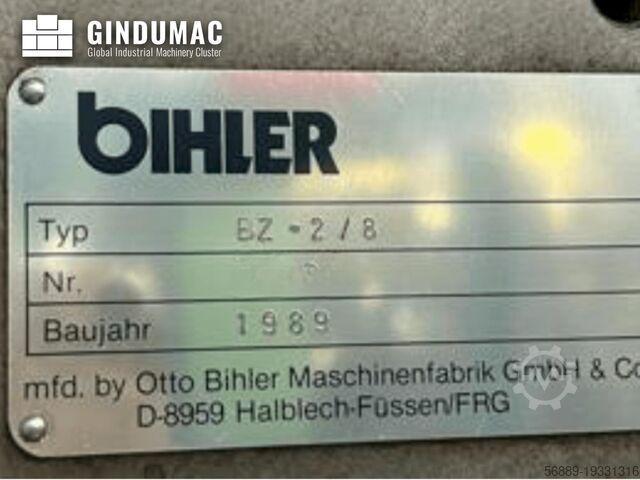 GINDUMAC
Global Industrial Machinery Cluster
BIHLER
Typ BZ-2/8
Nr.
Baujahr 1989
mfd. by Otto Bihler Maschinenfabrik GmbH & Co
D-8959 Halblech-Füssen/FRG
56889-19331316